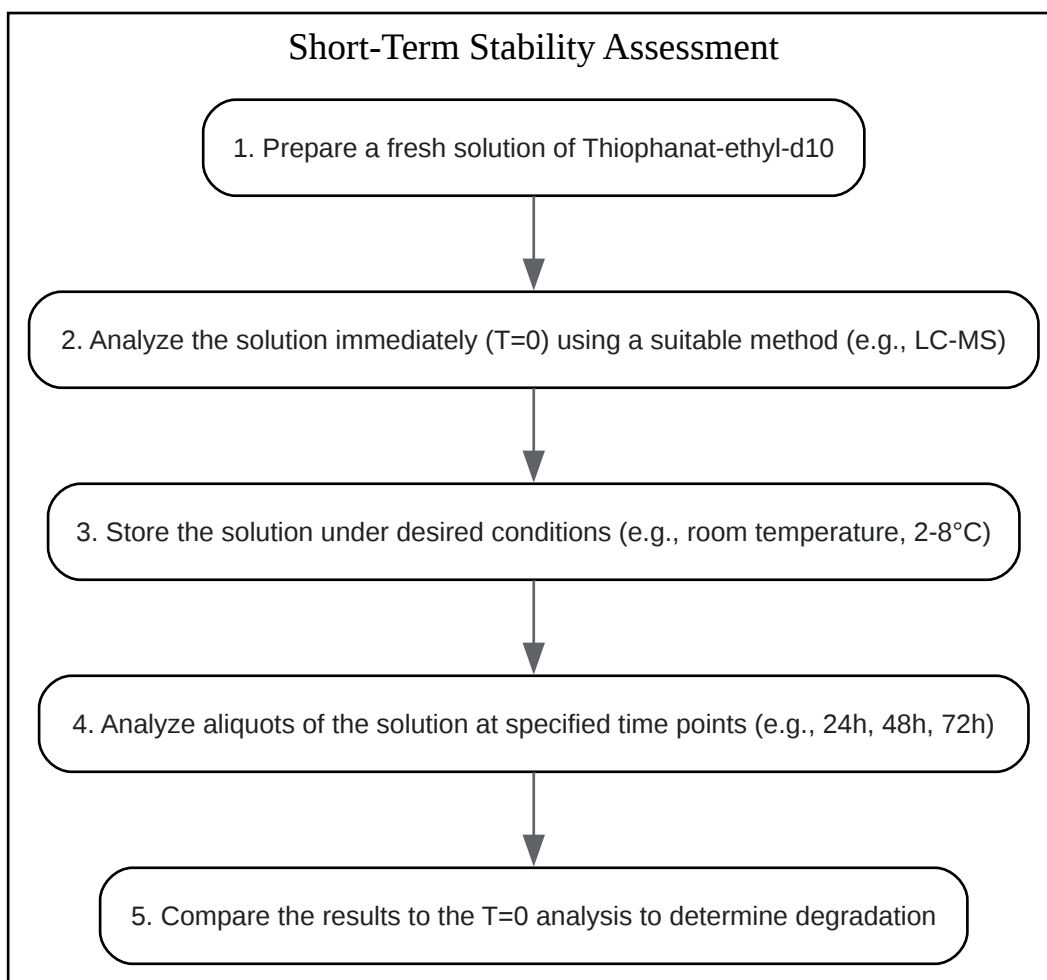 Short-Term Stability Assessment
1. Prepare a fresh solution of Thiophanat-ethyl-d10
2. Analyze the solution immediately (T=0) using a suitable method (e.g., LC-MS)
3. Store the solution under desired conditions (e.g., room temperature, 2-8°C)
4. Analyze aliquots of the solution at specified time points (e.g., 24h, 48h, 72h)
5. Compare the results to the T=0 analysis to determine degradation